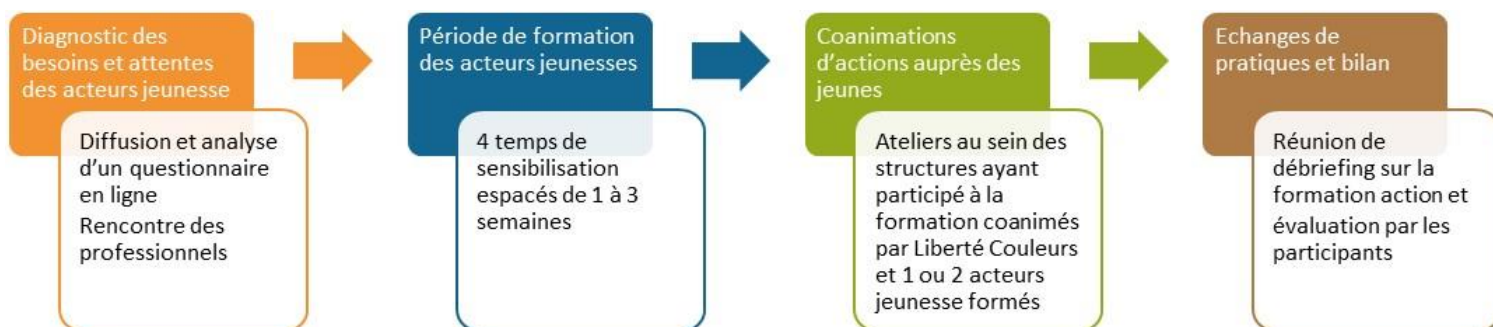 Diagnostic des
besoins et attentes
des acteurs jeunesse
Diffusion et analyse
d'un questionnaire
en ligne
Rencontre des
professionnels
Période de formation
des acteurs jeunesses
4 temps de
sensibilisation
espacés de 1 à 3
semaines
Coanimations
d'actions auprès des
jeunes
Ateliers au sein des
structures ayant
participé à la
formation coanimés
par Liberté Couleurs
et 1 ou 2 acteurs
jeunesse formés
Echanges de
pratiques et bilan
Réunion de
débriefing sur la
formation action et
évaluation par les
participants